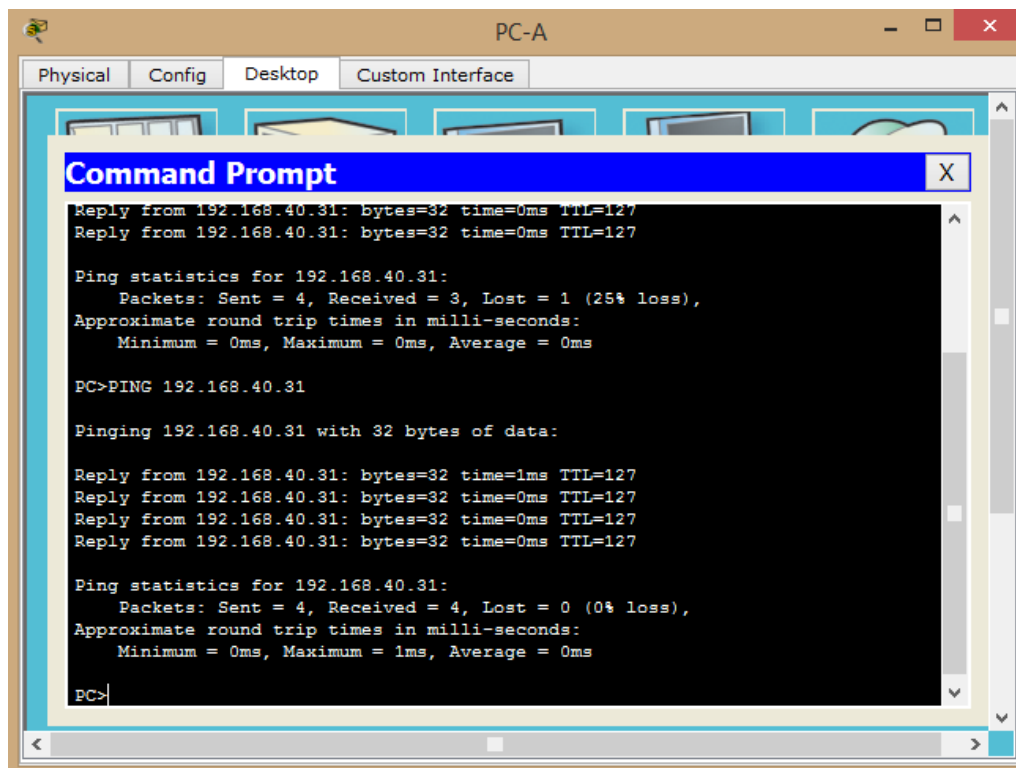 PC-A
Physical Config Desktop Custom Interface
Command Prompt
X
Reply from 192.168.40.31: bytes=32 time=0ms TTL=127
Reply from 192.168.40.31: bytes=32 time=0ms TTL=127
Ping statistics for 192.168.40.31:
Packets: Sent = 4, Received = 3, Lost = 1 (25% loss),
Approximate round trip times in milli-seconds:
Minimum = 0ms, Maximum = 0ms, Average = 0ms
PC>PING 192.168.40.31
Pinging 192.168.40.31 with 32 bytes of data:
Reply from 192.168.40.31: bytes=32 time=1ms TTL=127
Reply from 192.168.40.31: bytes=32 time=0ms TTL=127
Reply from 192.168.40.31: bytes=32 time=0ms TTL=127
Reply from 192.168.40.31: bytes=32 time=0ms TTL=127
Ping statistics for 192.168.40.31:
Packets: Sent = 4, Received = 4, Lost = 0 (0% loss),
Approximate round trip times in milli-seconds:
Minimum = 0ms, Maximum = 1ms, Average = 0ms
PC>